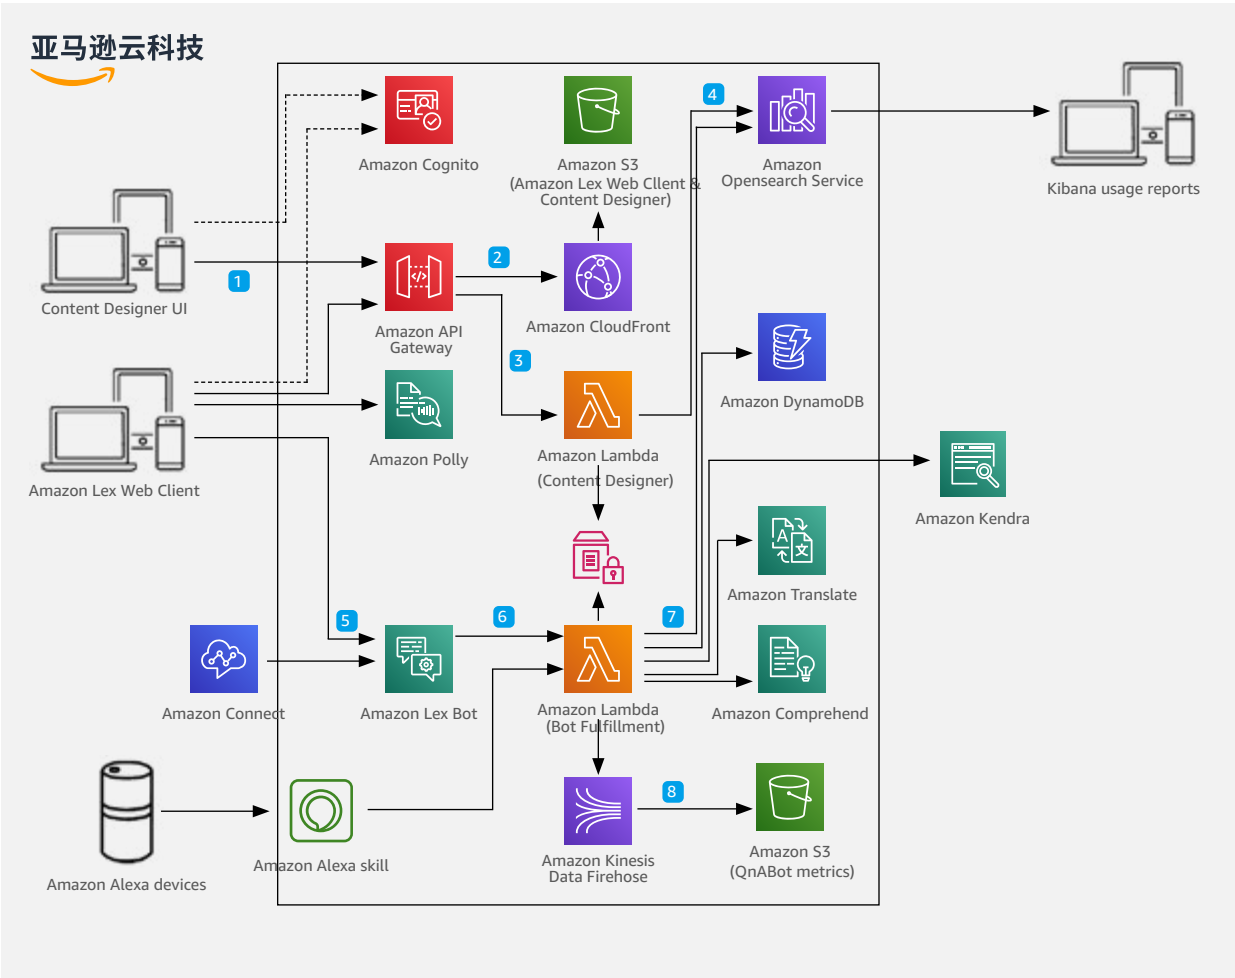 亚马逊云科技
Amazon Cognito
Amazon S3
(Amazon Lex Web Client &
Content Designer)
4
Amazon
Opensearch Service
Kibana usage reports
Content Designer UI
1
2
Amazon API
Gateway
Amazon CloudFront
3
Amazon DynamoDB
Amazon Lex Web Client
Amazon Polly
Amazon Lambda
(Content Designer)
Amazon Kendra
A
文
Amazon Translate
5
6
7
Amazon Connect
Amazon Lex Bot
Amazon Lambda
(Bot Fulfillment)
Amazon Comprehend
8
Amazon Alexa devices
Amazon Alexa skill
Amazon Kinesis
Data Firehose
Amazon S3
(QnABot metrics)